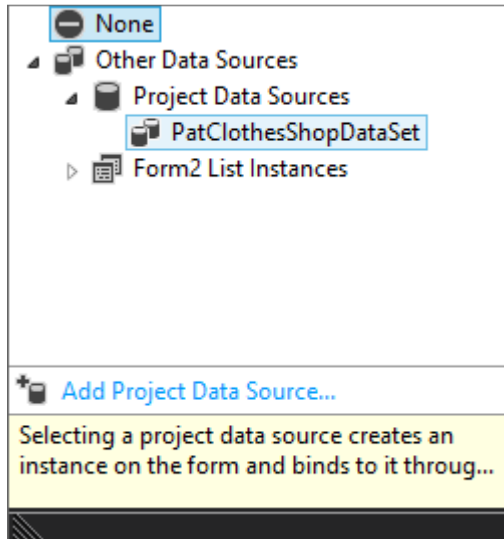 None
Other Data Sources
Project Data Sources
PatClothesShopDataSet
Form2 List Instances
Add Project Data Source...
Selecting a project data source creates an
instance on the form and binds to it throug...